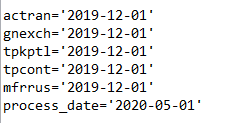 actran='2019-12-01'
gnexch='2019-12-01'
tpkptl='2019-12-01'
tpcont='2019-12-01'
mfrrus='2019-12-01'
process_date='2020-05-01'